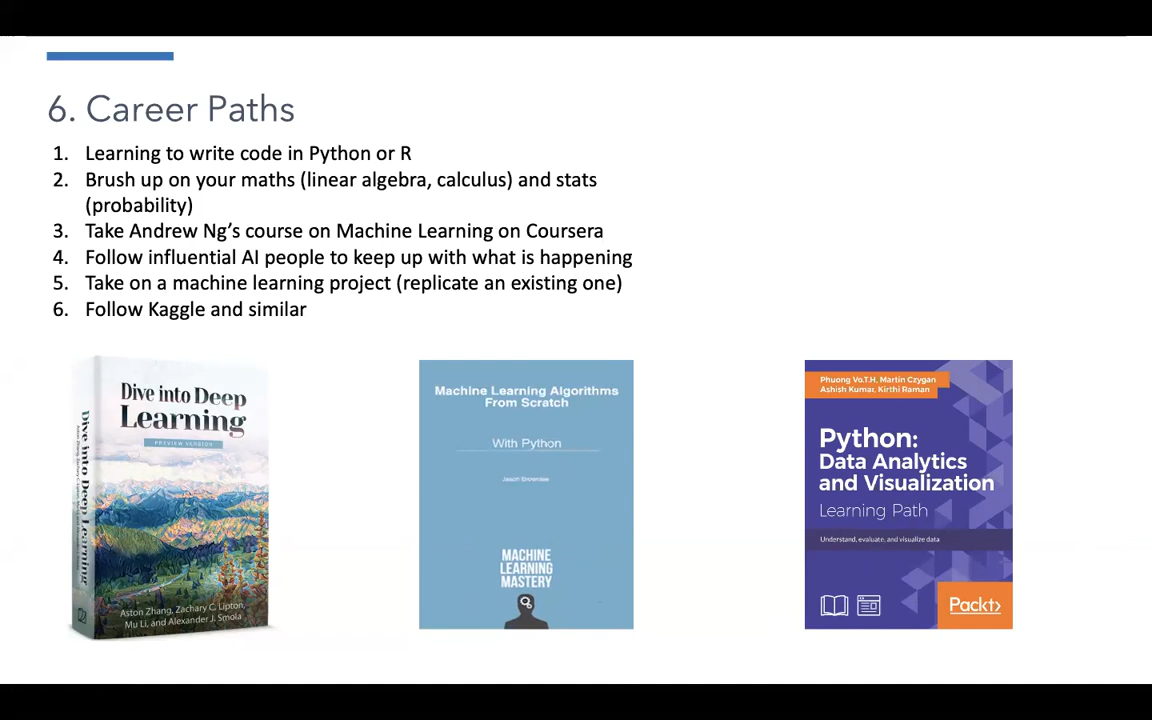 6. Career Paths
1. Learning to write code in Python or R
2. Brush up on your maths (linear algebra, calculus) and stats
(probability)
3. Take Andrew Ng’s course on Machine Learning on Coursera
4. Follow influential AI people to keep up with what is happening
5. Take on a machine learning project (replicate an existing one)
6. Follow Kaggle and similar
Dive into Deep
Learning
PREVIEW VERSION
Dive into Deep Learning
Aston Zhang, Zachary C. Lipton,
Mu Li, and Alexander J. Smola
Machine Learning Algorithms
From Scratch
With Python
MACHINE
LEARNING
MASTERY
Phuong Vo.T.H, Martin Czygan
Ashish Kumar, Kirthi Raman
Python:
Data Analytics
and Visualization
Learning Path
Understand, evaluate, and visualize data
Packt>